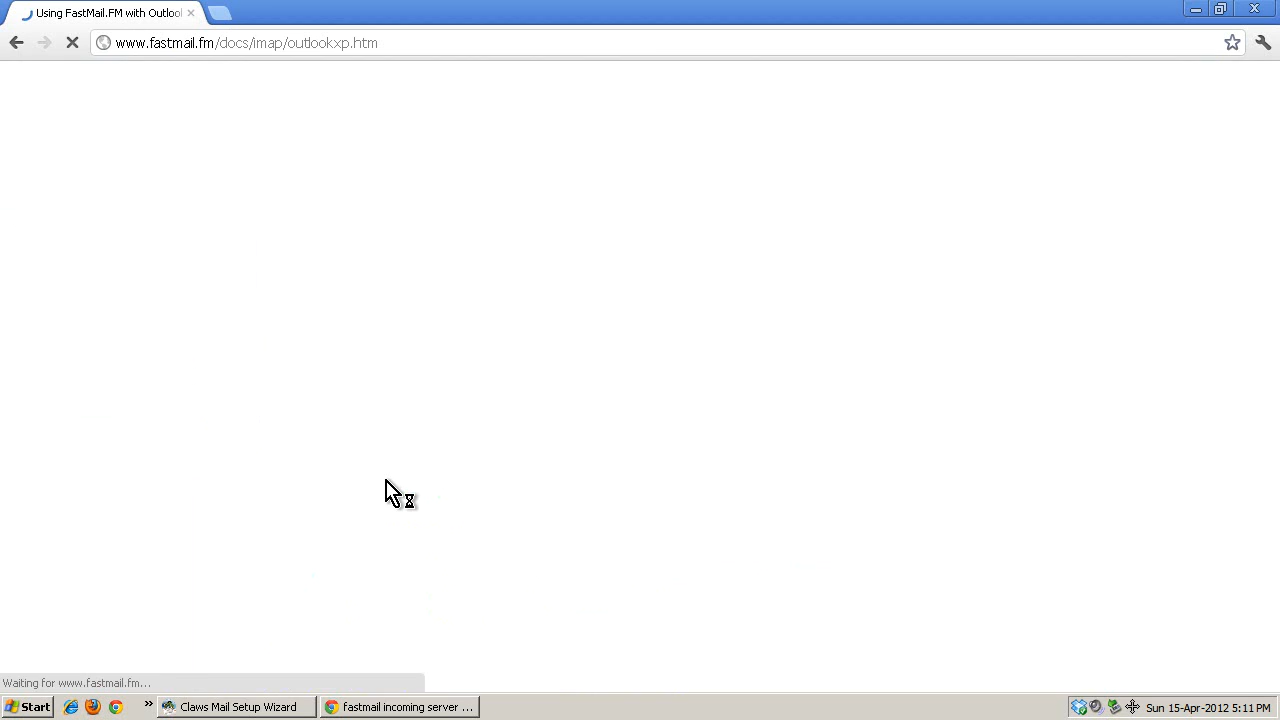 Using FastMail.FM with Outlool
www.fastmail.fm/docs/imap/outlookxp.htm
Waiting for www.fastmail.fm...
Start
Claws Mail Setup Wizard
fastmail incoming server ...
Sun 15-Apr-2012 5:11 PM